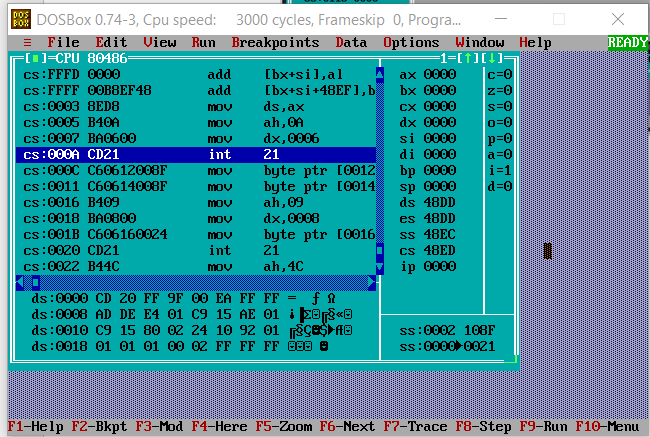 DOSBox 0.74-3, Cpu speed: 3000 cycles, Frameskip 0, Progra...
≡ File Edit View Run Breakpoints Data Options Window Help READY
[■]=CPU 80486 1=[↑][↓]
cs:FFFD 0000 add [bx+si],al ax 0000 c=0
cs:FFFF 00B8EF48 add [bx+si+48EF],b bx 0000 z=0
cs:0003 8ED8 mov ds,ax cx 0000 s=0
cs:0005 B40A mov ah,0A dx 0000 o=0
cs:0007 BA0600 mov dx,0006 si 0000 p=0
cs:000A CD21 int 21 di 0000 a=0
cs:000C C60612008F mov byte ptr [0012 bp 0000 i=1
cs:0011 C60614008F mov byte ptr [0014 sp 0000 d=0
cs:0016 B409 mov ah,09 ds 48DD
cs:0018 BA0800 mov dx,0008 es 48DD
cs:001B C606160024 mov byte ptr [0016 ss 48EC
cs:0020 CD21 int 21 cs 48ED
cs:0022 B44C mov ah,4C ip 0000
ds:0000 CD 20 FF 9F 00 EA FF FF = ƒ Ω
ds:0008 AD DE E4 01 C9 15 AE 01
ds:0010 C9 15 80 02 24 10 92 01 ss:0002 108F
ds:0018 01 01 01 00 02 FF FF FF ss:0000►0021
F1-Help F2-Bkpt F3-Mod F4-Here F5-Zoom F6-Next F7-Trace F8-Step F9-Run F10-Menu